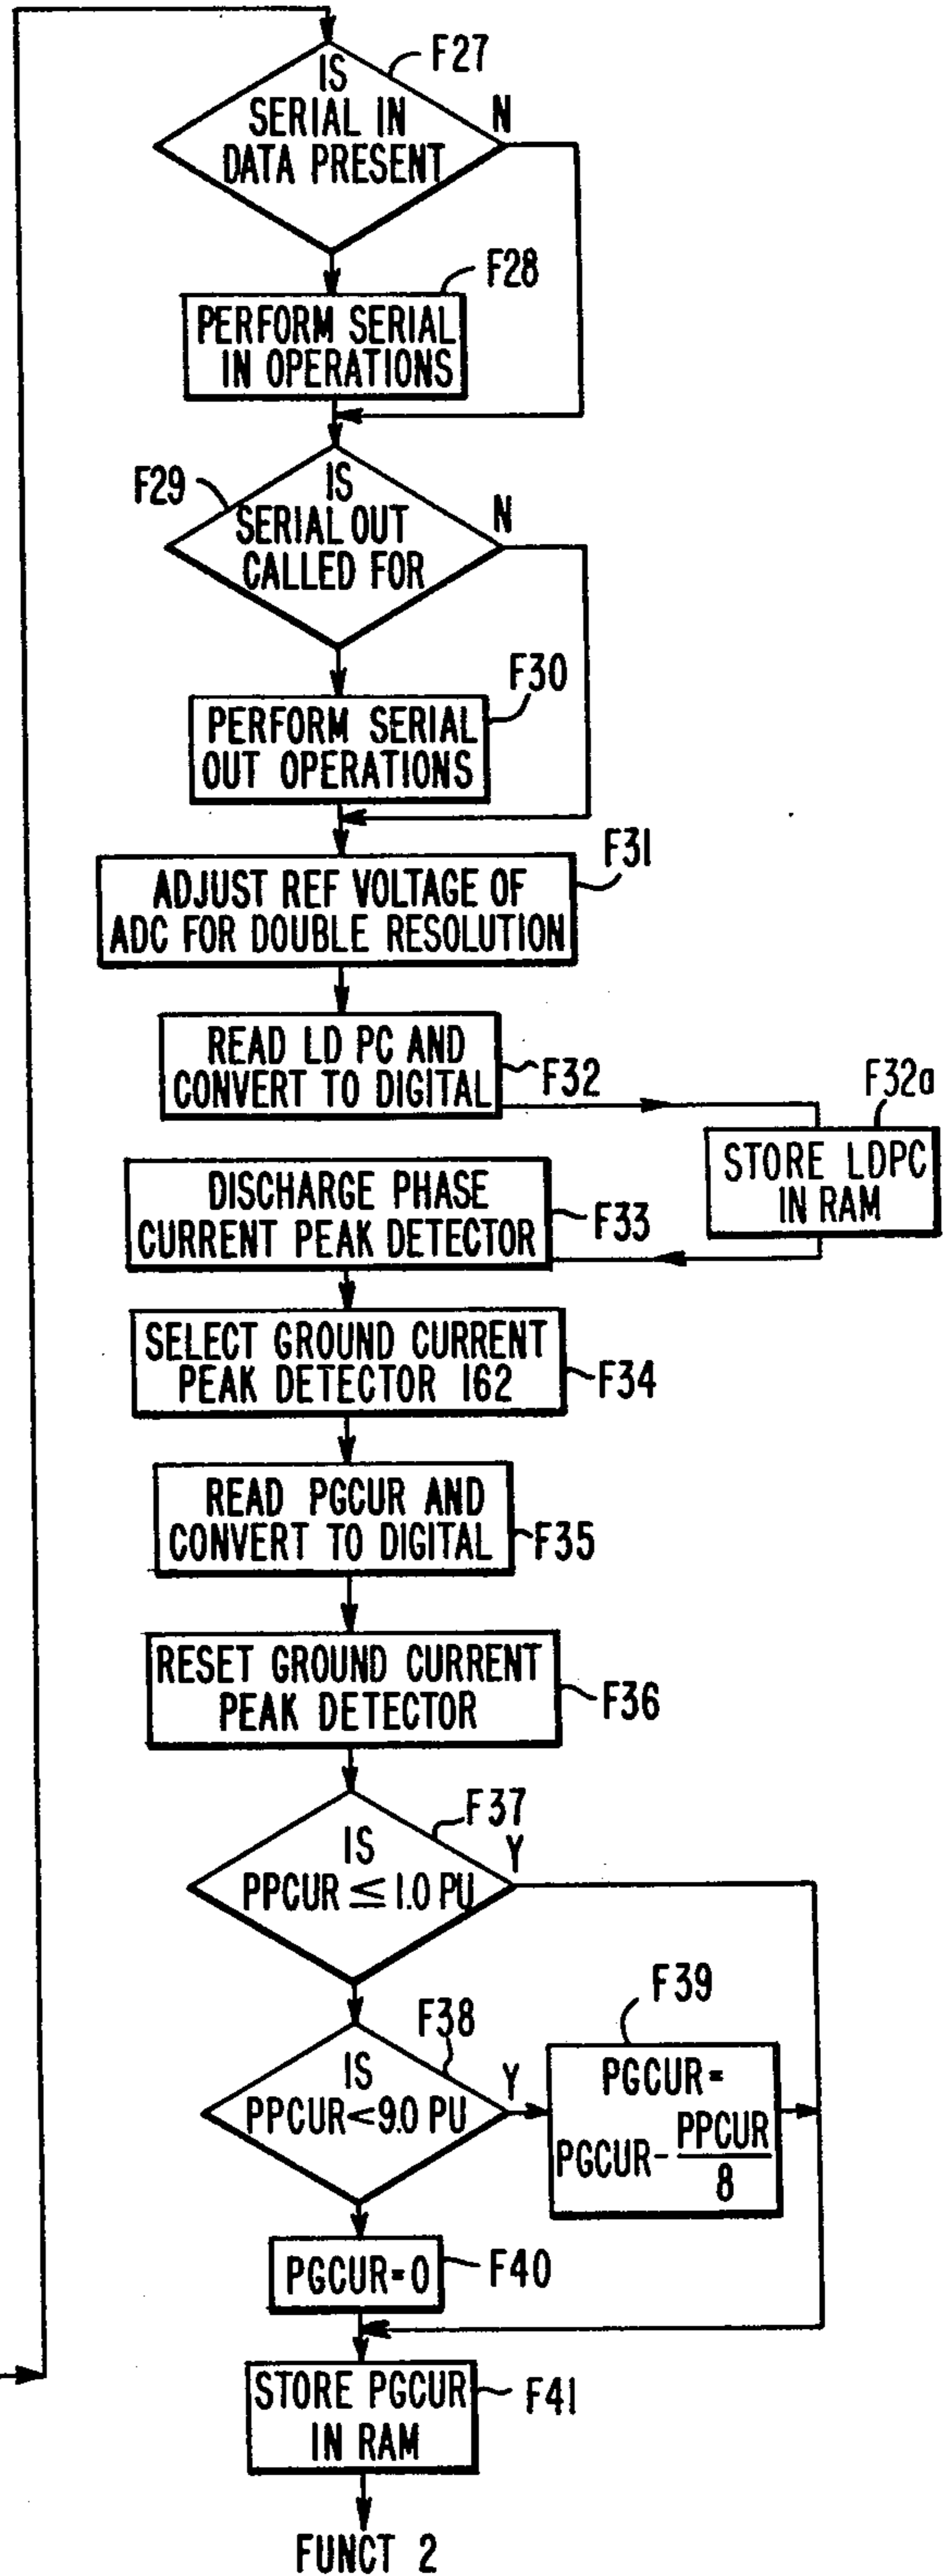 F27
IS
SERIAL IN
DATA PRESENT
N
F28
PERFORM SERIAL
IN OPERATIONS
F29
IS
SERIAL OUT
CALLED FOR
N
F30
PERFORM SERIAL
OUT OPERATIONS
F31
ADJUST REF VOLTAGE OF
ADC FOR DOUBLE RESOLUTION
READ LD PC AND
CONVERT TO DIGITAL
F32
F32a
STORE LDPC
IN RAM
DISCHARGE PHASE
CURRENT PEAK DETECTOR
F33
SELECT GROUND CURRENT
PEAK DETECTOR 162
F34
READ PGCUR AND
CONVERT TO DIGITAL
F35
RESET GROUND CURRENT
PEAK DETECTOR
F36
F37
IS
PPCUR ≤ 1.0 PU
Y
F38
IS
PPCUR<9.0 PU
Y
F39
PGCUR=
PGCUR- PPCUR
8
PGCUR=0
F40
STORE PGCUR
IN RAM
F41
FUNCT 2